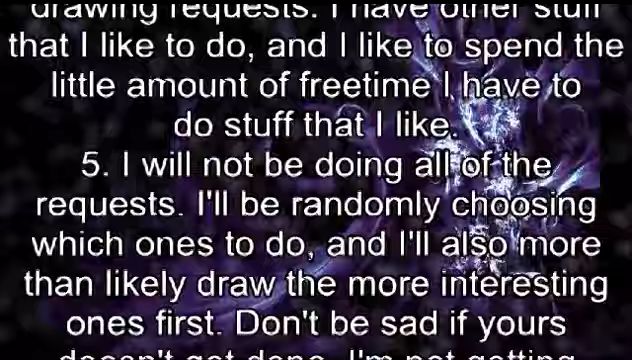 drawing requests. I have other stuff
that I like to do, and I like to spend the
little amount of freetime I have to
do stuff that I like.
5. I will not be doing all of the
requests. I'll be randomly choosing
which ones to do, and I'll also more
than likely draw the more interesting
ones first. Don't be sad if yours
doesn't get done. I'm not getting